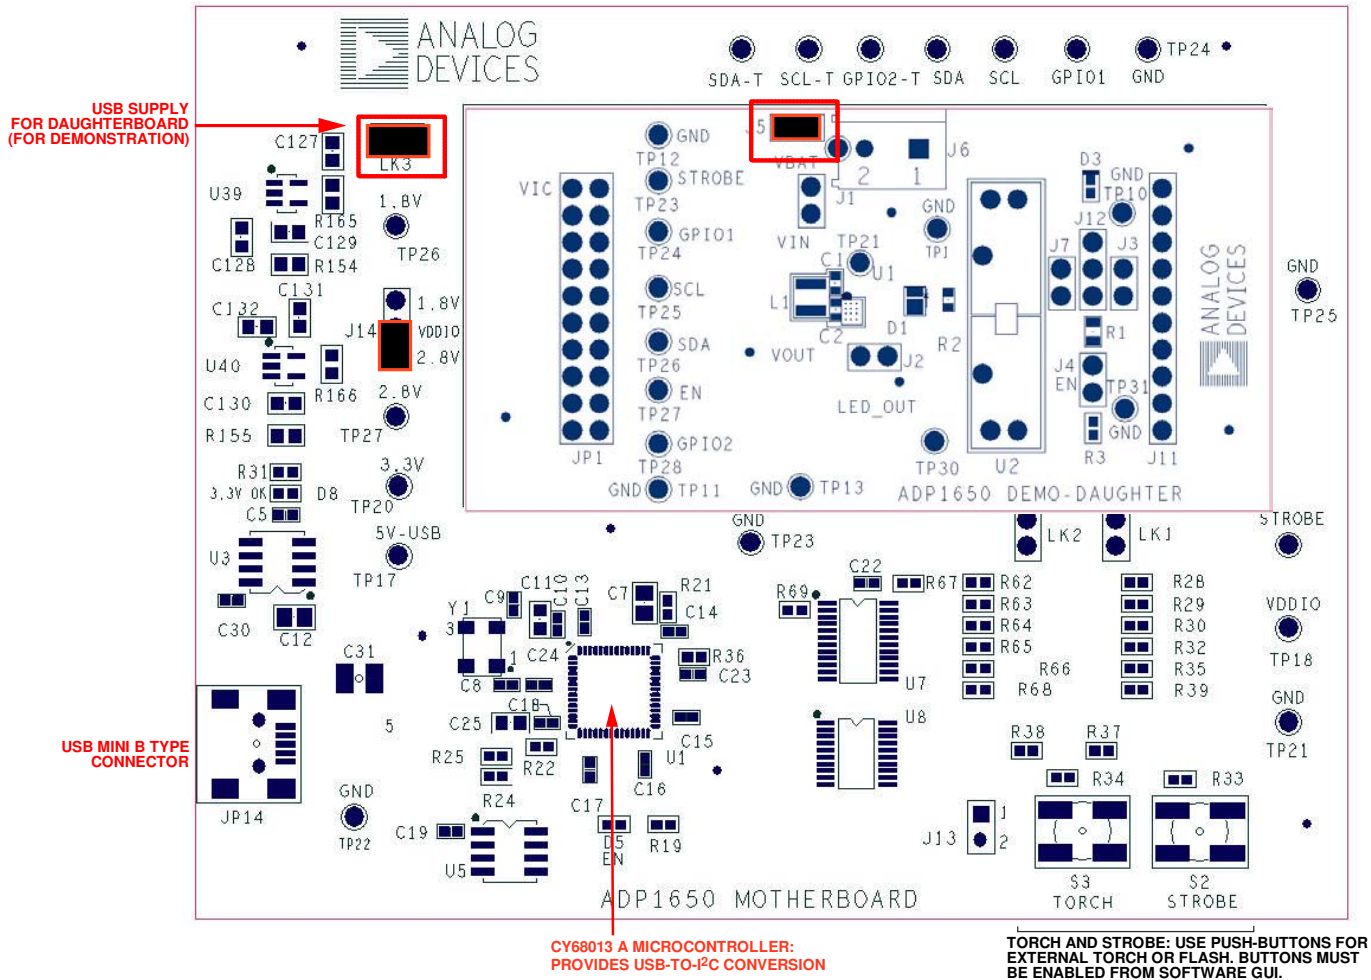 ANALOG
DEVICES
SDA-T SCL-T GPIO2-T SDA SCL GPIO1 GND
TP24
USB SUPPLY
FOR DAUGHTERBOARD
(FOR DEMONSTRATION)
LK3
C127
U39
R165
C129
C128
R154
1.8V
TP26
C131
C132
J14
1.8V
VDDIO
2.8V
U40
R166
C130
2.8V
TP27
R155
R31
3.3V OK
D8
C5
3.3V
TP20
U3
5V-USB
TP17
C30
C12
J5
VBAT
2 1
J6
J1
VIN
GND
TP12
STROBE
TP23
GPIO1
TP24
SCL
TP25
SDA
TP26
EN
TP27
GPIO2
TP28
GND
TP11
VIC
JP1
GND
TP13
TP21
C1
U1
L1
C2
VOUT
D1
J2
LED_OUT
GND
TP1
R2
TP30
U2
D3
GND
TP10
J12
J7
J3
R1
J4
EN
TP31
GND
R3
J11
ANALOG
DEVICES
ADP1650 DEMO-DAUGHTER
GND
TP25
GND
TP23
LK2
LK1
STROBE
VDDIO
TP18
GND
TP21
Y1
3
1
C9
C11
C10
C13
C7
R21
C14
C24
R36
C23
C8
C18
C25
R25
R22
R24
C15
U1
C16
C17
C31
5
USB MINI B TYPE
CONNECTOR
JP14
GND
TP22
C19
U5
D5
EN
R19
R69
C22
R67
U7
U8
R62
R63
R64
R65
R66
R68
R28
R29
R30
R32
R35
R39
R38
R37
R34
R33
J13
1
2
S3
TORCH
S2
STROBE
ADP1650 MOTHERBOARD
CY68013 A MICROCONTROLLER:
PROVIDES USB-TO-I²C CONVERSION
TORCH AND STROBE: USE PUSH-BUTTONS FOR
EXTERNAL TORCH OR FLASH. BUTTONS MUST
BE ENABLED FROM SOFTWARE GUI.